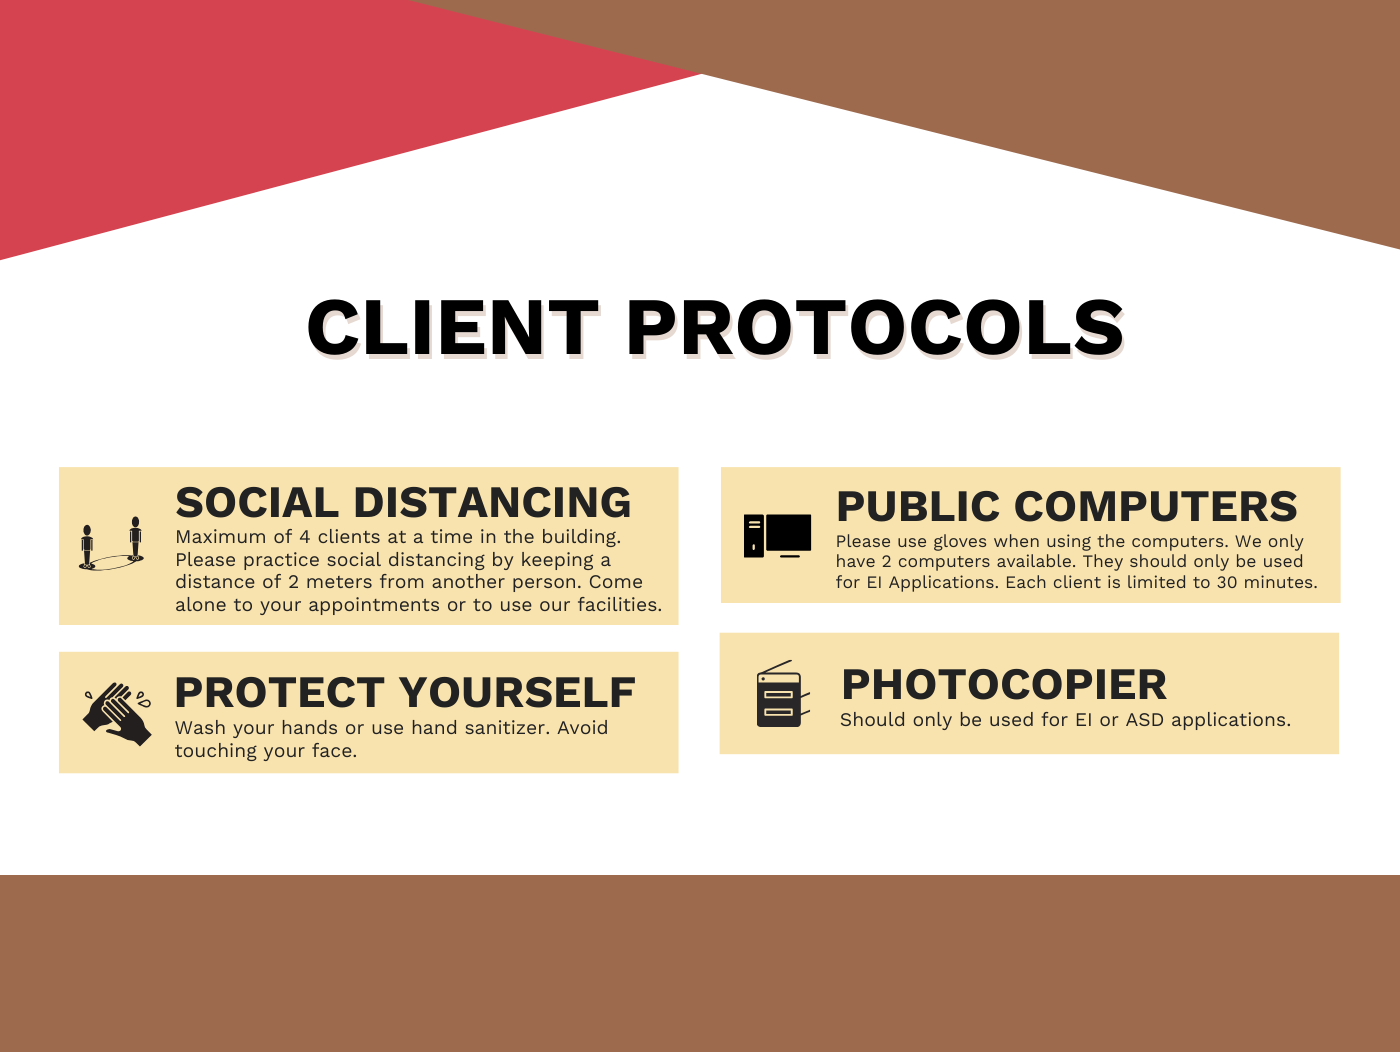 CLIENT PROTOCOLS
SOCIAL DISTANCING
Maximum of 4 clients at a time in the building.
Please practice social distancing by keeping a
distance of 2 meters from another person. Come
alone to your appointments or to use our facilities.
PROTECT YOURSELF
Wash your hands or use hand sanitizer. Avoid
touching your face.
PUBLIC COMPUTERS
Please use gloves when using the computers. We only
have 2 computers available. They should only be used
for EI Applications. Each client is limited to 30 minutes.
PHOTOCOPIER
Should only be used for EI or ASD applications.